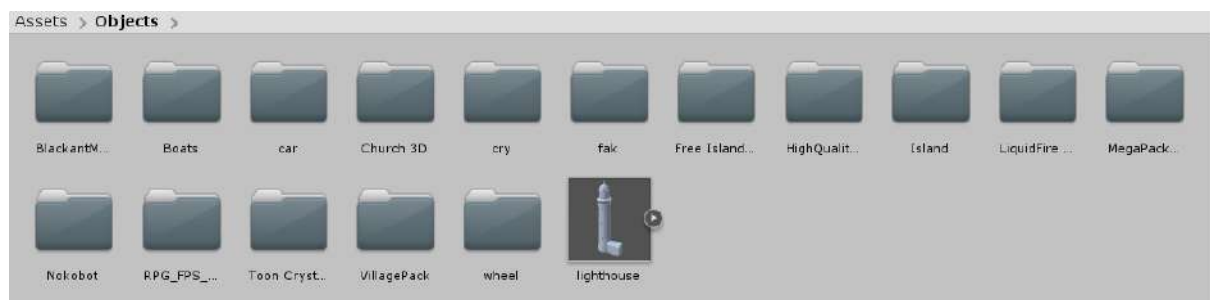 Assets > Objects >
BlackantM... Boats car Church 3D cry fak Free Island... HighQualit... Island LiquidFire ... MegaPack...
Nokobot RPG_FPS_... Toon Cryst... VillagePack wheel lighthouse